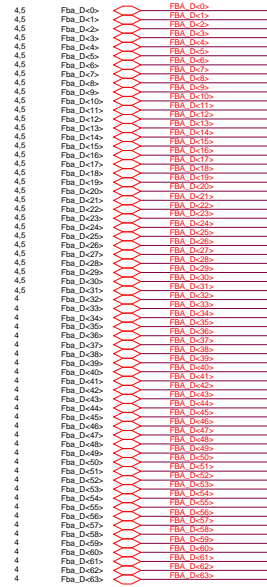 4,5 Fba_D<0> FBA_D<0>
4,5 Fba_D<1> FBA_D<1>
4,5 Fba_D<2> FBA_D<2>
4,5 Fba_D<3> FBA_D<3>
4,5 Fba_D<4> FBA_D<4>
4,5 Fba_D<5> FBA_D<5>
4,5 Fba_D<6> FBA_D<6>
4,5 Fba_D<7> FBA_D<7>
4,5 Fba_D<8> FBA_D<8>
4,5 Fba_D<9> FBA_D<9>
4,5 Fba_D<10> FBA_D<10>
4,5 Fba_D<11> FBA_D<11>
4,5 Fba_D<12> FBA_D<12>
4,5 Fba_D<13> FBA_D<13>
4,5 Fba_D<14> FBA_D<14>
4,5 Fba_D<15> FBA_D<15>
4,5 Fba_D<16> FBA_D<16>
4,5 Fba_D<17> FBA_D<17>
4,5 Fba_D<18> FBA_D<18>
4,5 Fba_D<19> FBA_D<19>
4,5 Fba_D<20> FBA_D<20>
4,5 Fba_D<21> FBA_D<21>
4,5 Fba_D<22> FBA_D<22>
4,5 Fba_D<23> FBA_D<23>
4,5 Fba_D<24> FBA_D<24>
4,5 Fba_D<25> FBA_D<25>
4,5 Fba_D<26> FBA_D<26>
4,5 Fba_D<27> FBA_D<27>
4,5 Fba_D<28> FBA_D<28>
4,5 Fba_D<29> FBA_D<29>
4,5 Fba_D<30> FBA_D<30>
4,5 Fba_D<31> FBA_D<31>
4 Fba_D<32> FBA_D<32>
4 Fba_D<33> FBA_D<33>
4 Fba_D<34> FBA_D<34>
4 Fba_D<35> FBA_D<35>
4 Fba_D<36> FBA_D<36>
4 Fba_D<37> FBA_D<37>
4 Fba_D<38> FBA_D<38>
4 Fba_D<39> FBA_D<39>
4 Fba_D<40> FBA_D<40>
4 Fba_D<41> FBA_D<41>
4 Fba_D<42> FBA_D<42>
4 Fba_D<43> FBA_D<43>
4 Fba_D<44> FBA_D<44>
4 Fba_D<45> FBA_D<45>
4 Fba_D<46> FBA_D<46>
4 Fba_D<47> FBA_D<47>
4 Fba_D<48> FBA_D<48>
4 Fba_D<49> FBA_D<49>
4 Fba_D<50> FBA_D<50>
4 Fba_D<51> FBA_D<51>
4 Fba_D<52> FBA_D<52>
4 Fba_D<53> FBA_D<53>
4 Fba_D<54> FBA_D<54>
4 Fba_D<55> FBA_D<55>
4 Fba_D<56> FBA_D<56>
4 Fba_D<57> FBA_D<57>
4 Fba_D<58> FBA_D<58>
4 Fba_D<59> FBA_D<59>
4 Fba_D<60> FBA_D<60>
4 Fba_D<61> FBA_D<61>
4 Fba_D<62> FBA_D<62>
4 Fba_D<63> FBA_D<63>